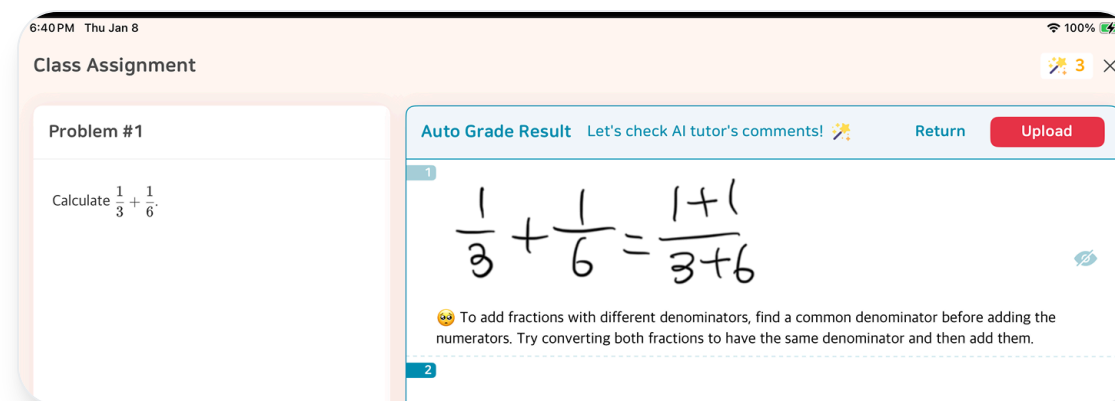 6:40 PM Thu Jan 8 100%
Class Assignment 3
Problem #1
Calculate 1/3 + 1/6.
Auto Grade Result Let's check AI tutor's comments! Return Upload
1
1/3 + 1/6 = 1+1/3+6
🥺 To add fractions with different denominators, find a common denominator before adding the
numerators. Try converting both fractions to have the same denominator and then add them.
2